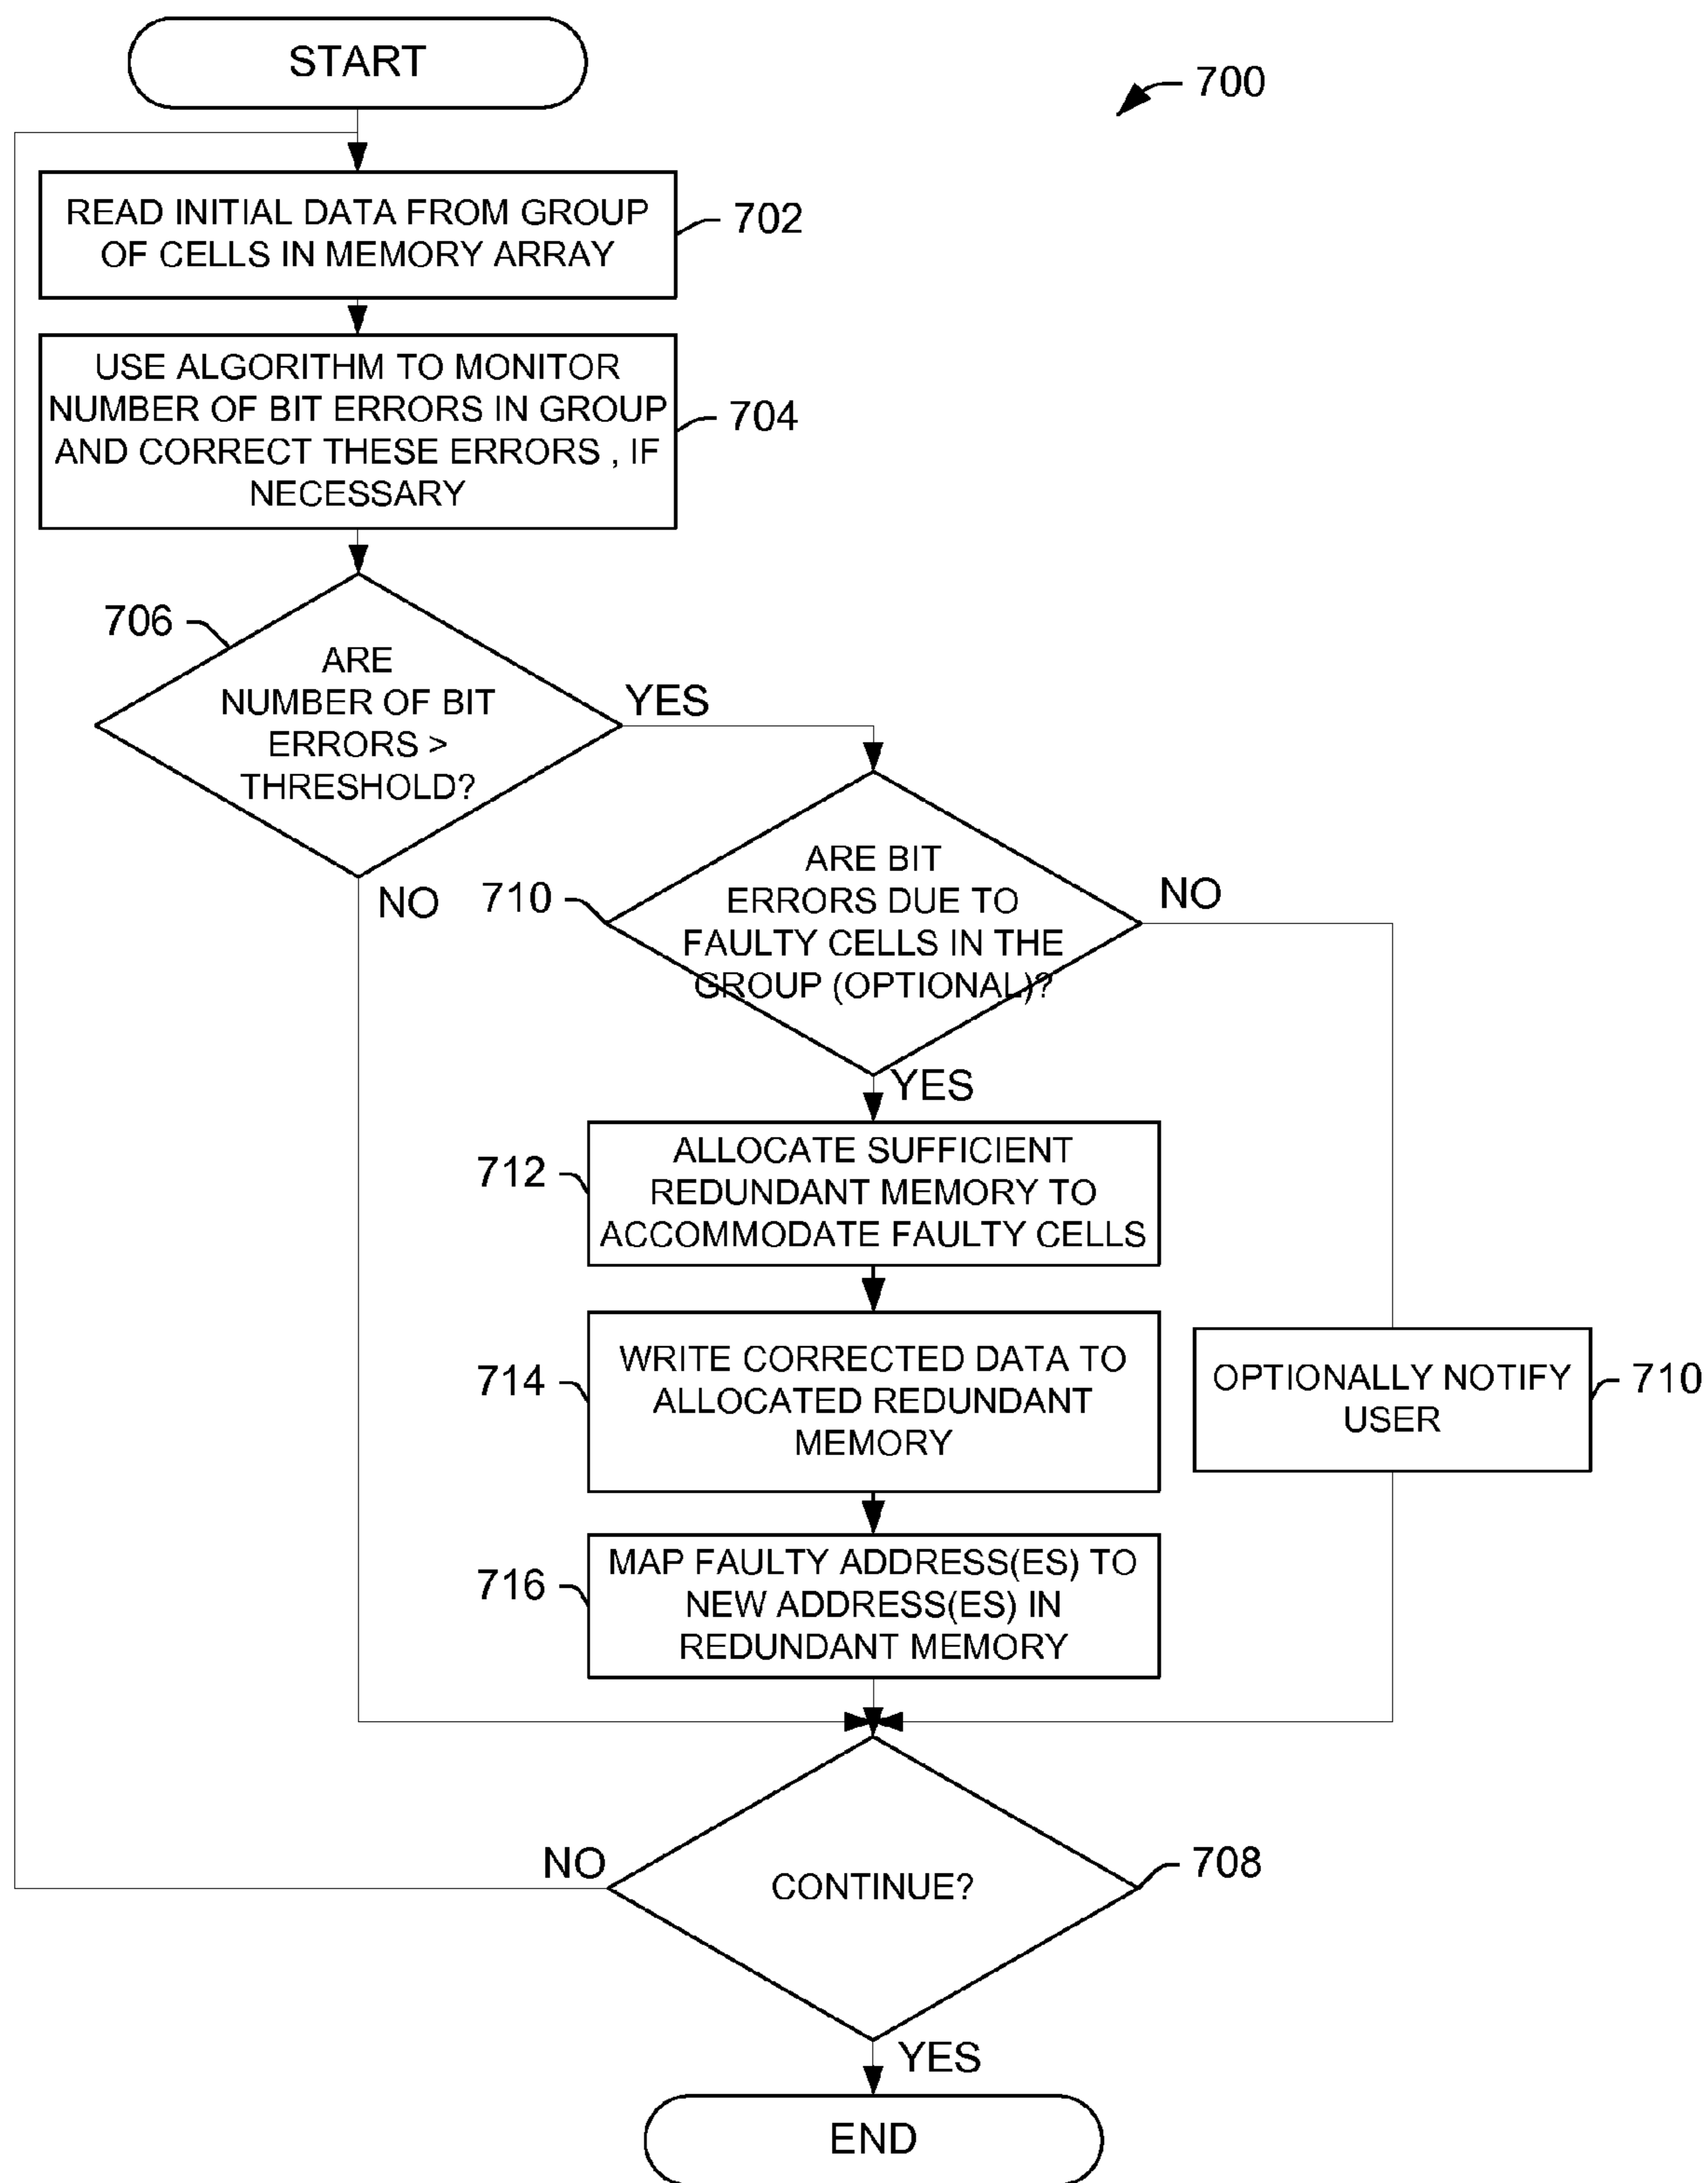 START
700
READ INITIAL DATA FROM GROUP
OF CELLS IN MEMORY ARRAY
702
USE ALGORITHM TO MONITOR
NUMBER OF BIT ERRORS IN GROUP
AND CORRECT THESE ERRORS , IF
NECESSARY
704
706
ARE
NUMBER OF BIT
ERRORS >
THRESHOLD?
YES
NO
710
ARE BIT
ERRORS DUE TO
FAULTY CELLS IN THE
GROUP (OPTIONAL)?
NO
YES
712
ALLOCATE SUFFICIENT
REDUNDANT MEMORY TO
ACCOMMODATE FAULTY CELLS
714
WRITE CORRECTED DATA TO
ALLOCATED REDUNDANT
MEMORY
OPTIONALLY NOTIFY
USER
710
716
MAP FAULTY ADDRESS(ES) TO
NEW ADDRESS(ES) IN
REDUNDANT MEMORY
NO
CONTINUE?
708
YES
END